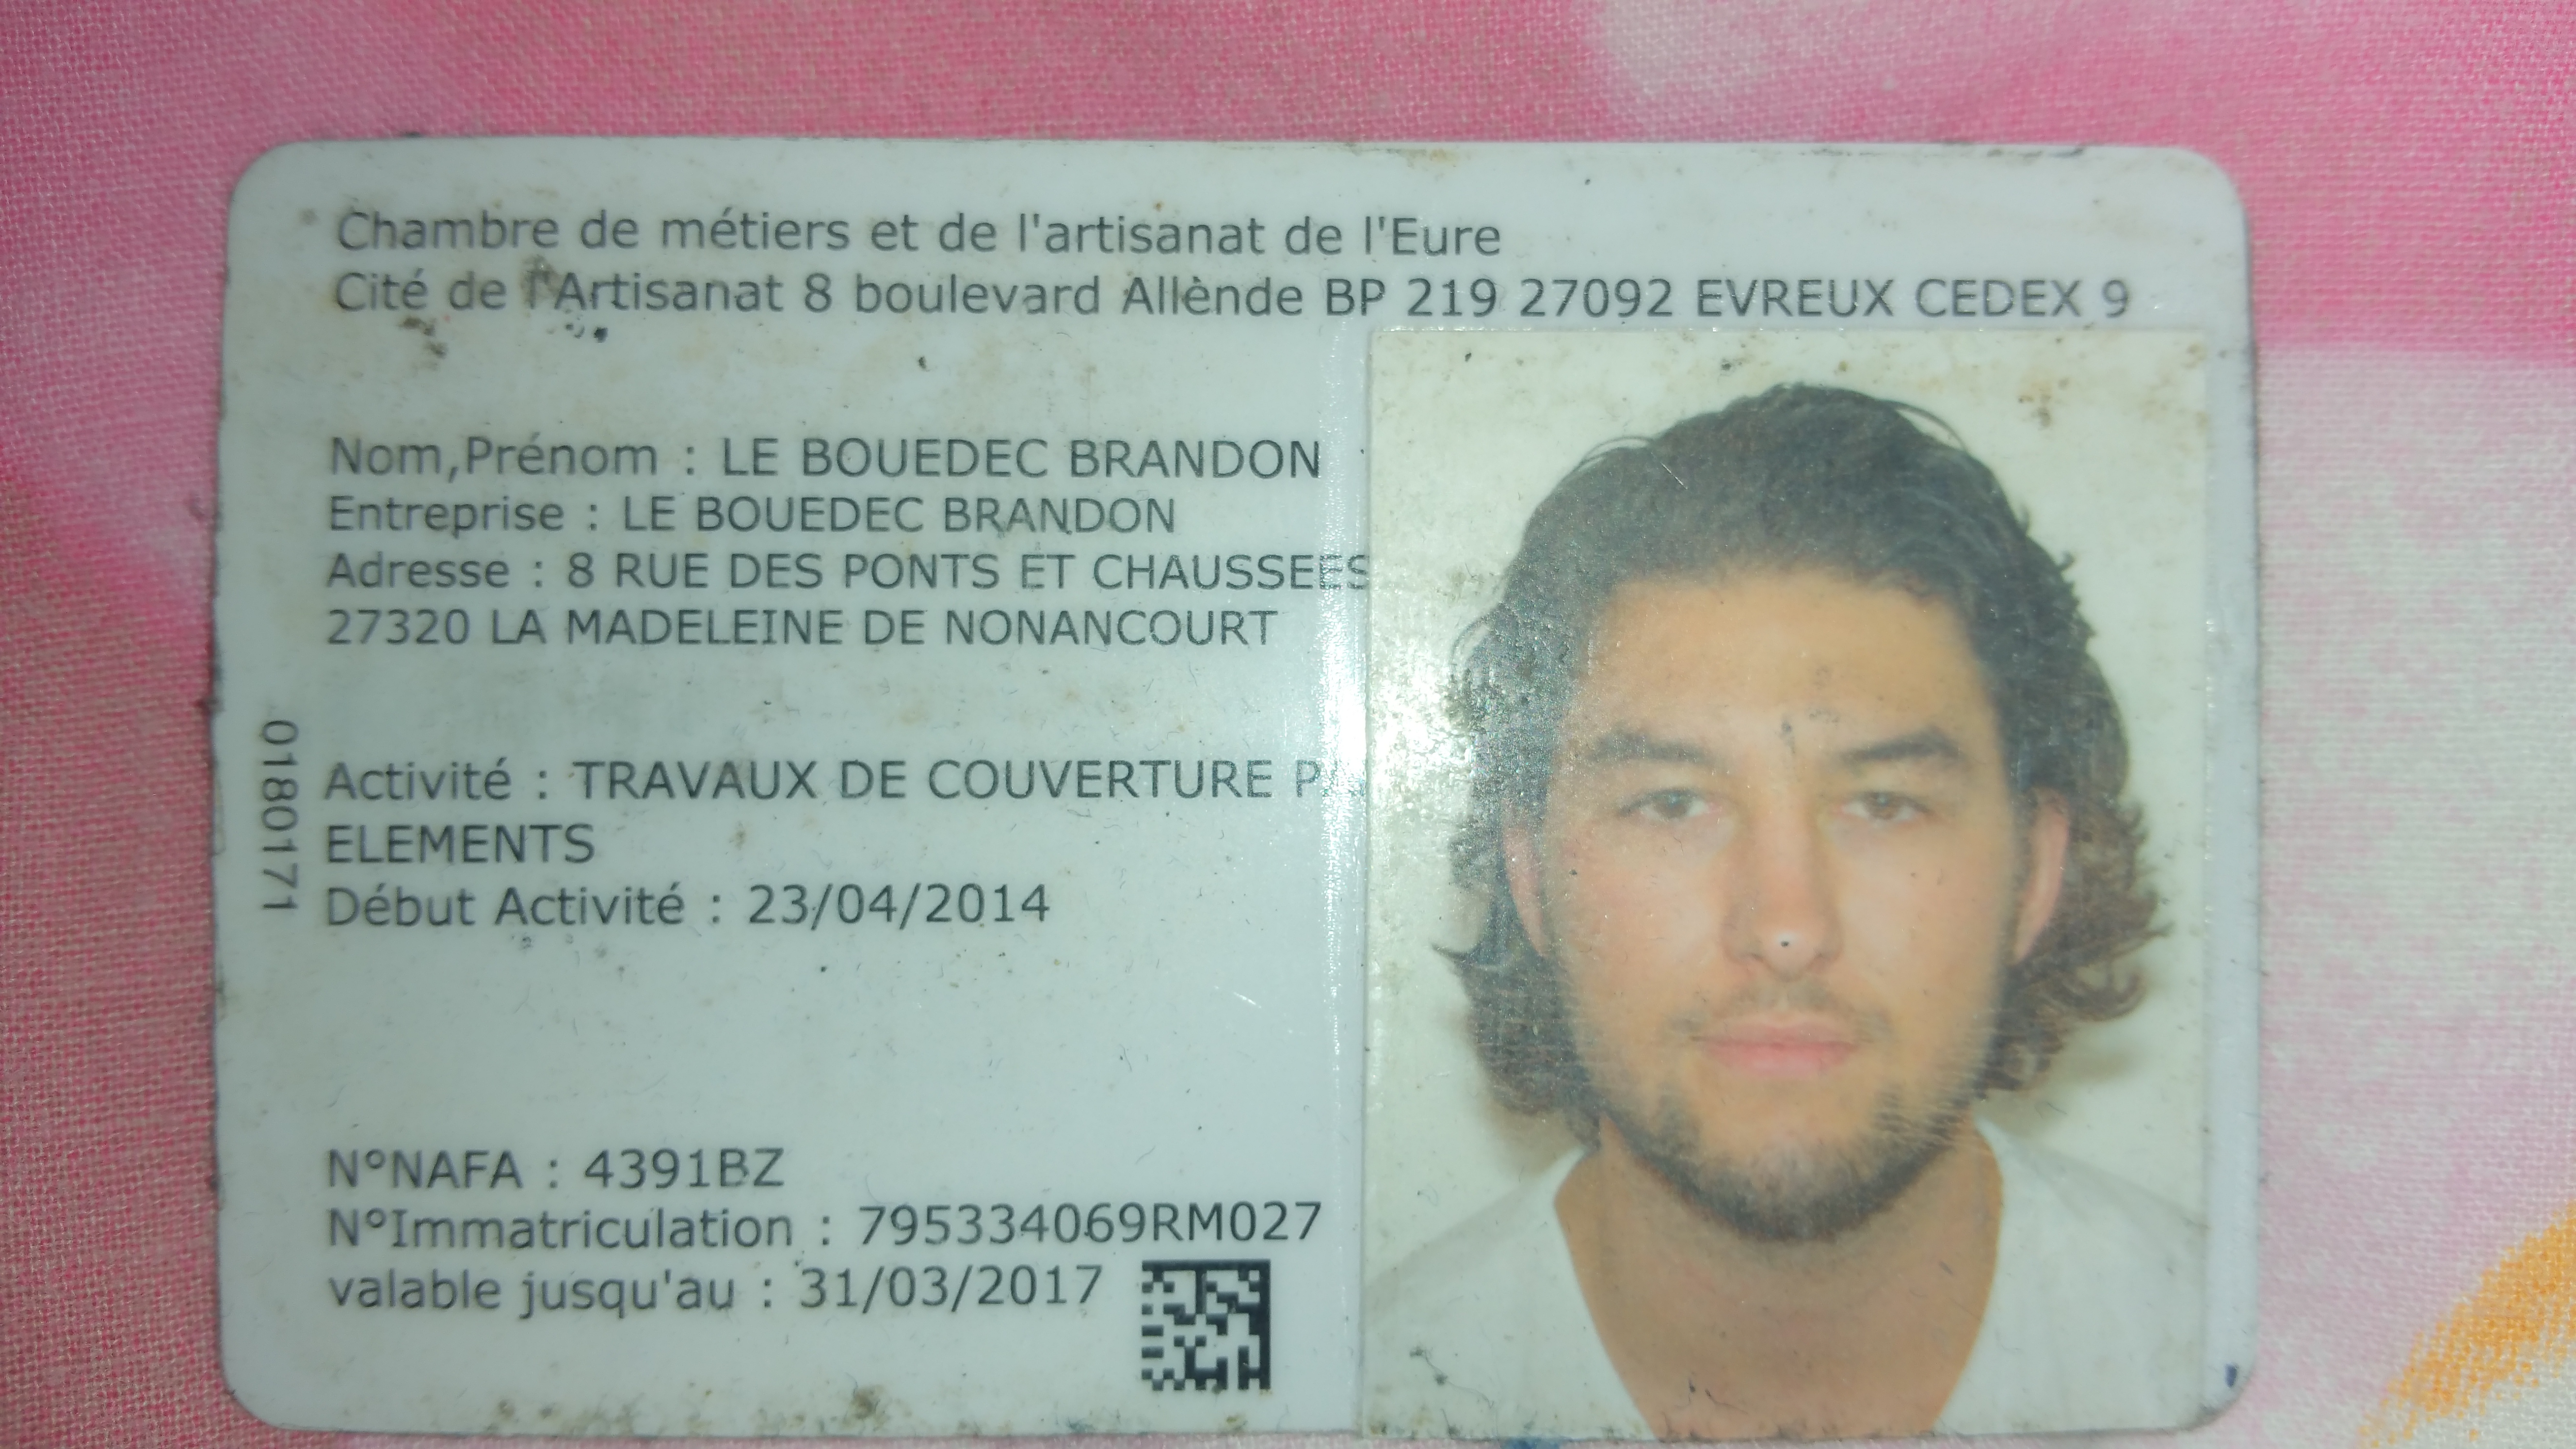 Chambre de métiers et de l'artisanat de l'Eure
Cité de l'Artisanat 8 boulevard Allènde BP 219 27092 EVREUX CEDEX 9
Nom,Prénom : LE BOUEDEC BRANDON
Entreprise : LE BOUEDEC BRANDON
Adresse : 8 RUE DES PONTS ET CHAUSSEES
27320 LA MADELEINE DE NONANCOURT
0180171
Activité : TRAVAUX DE COUVERTURE
ELEMENTS
Début Activité : 23/04/2014
N°NAFA : 4391BZ
N°Immatriculation : 795334069RM027
valable jusqu'au : 31/03/2017